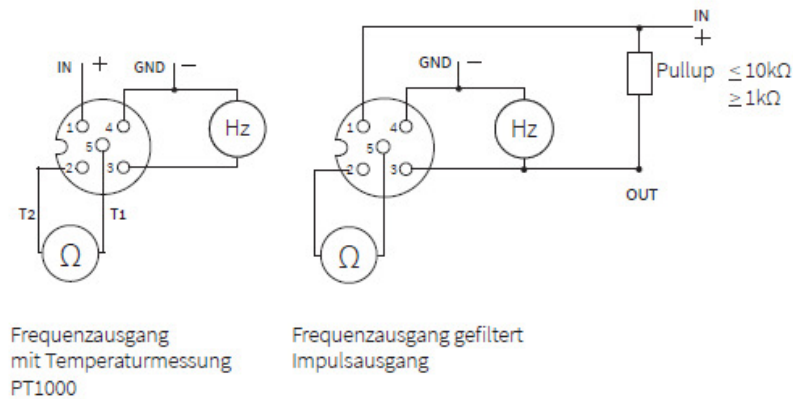 IN +
GND −
1
4
5
2
3
Hz
T2
T1
Ω
Frequenzausgang
mit Temperaturmessung
PT1000
IN
+
Pullup ≤ 10kΩ
≥ 1kΩ
GND −
1
4
5
2
3
Hz
OUT
Ω
Frequenzausgang gefiltert
Impulsausgang